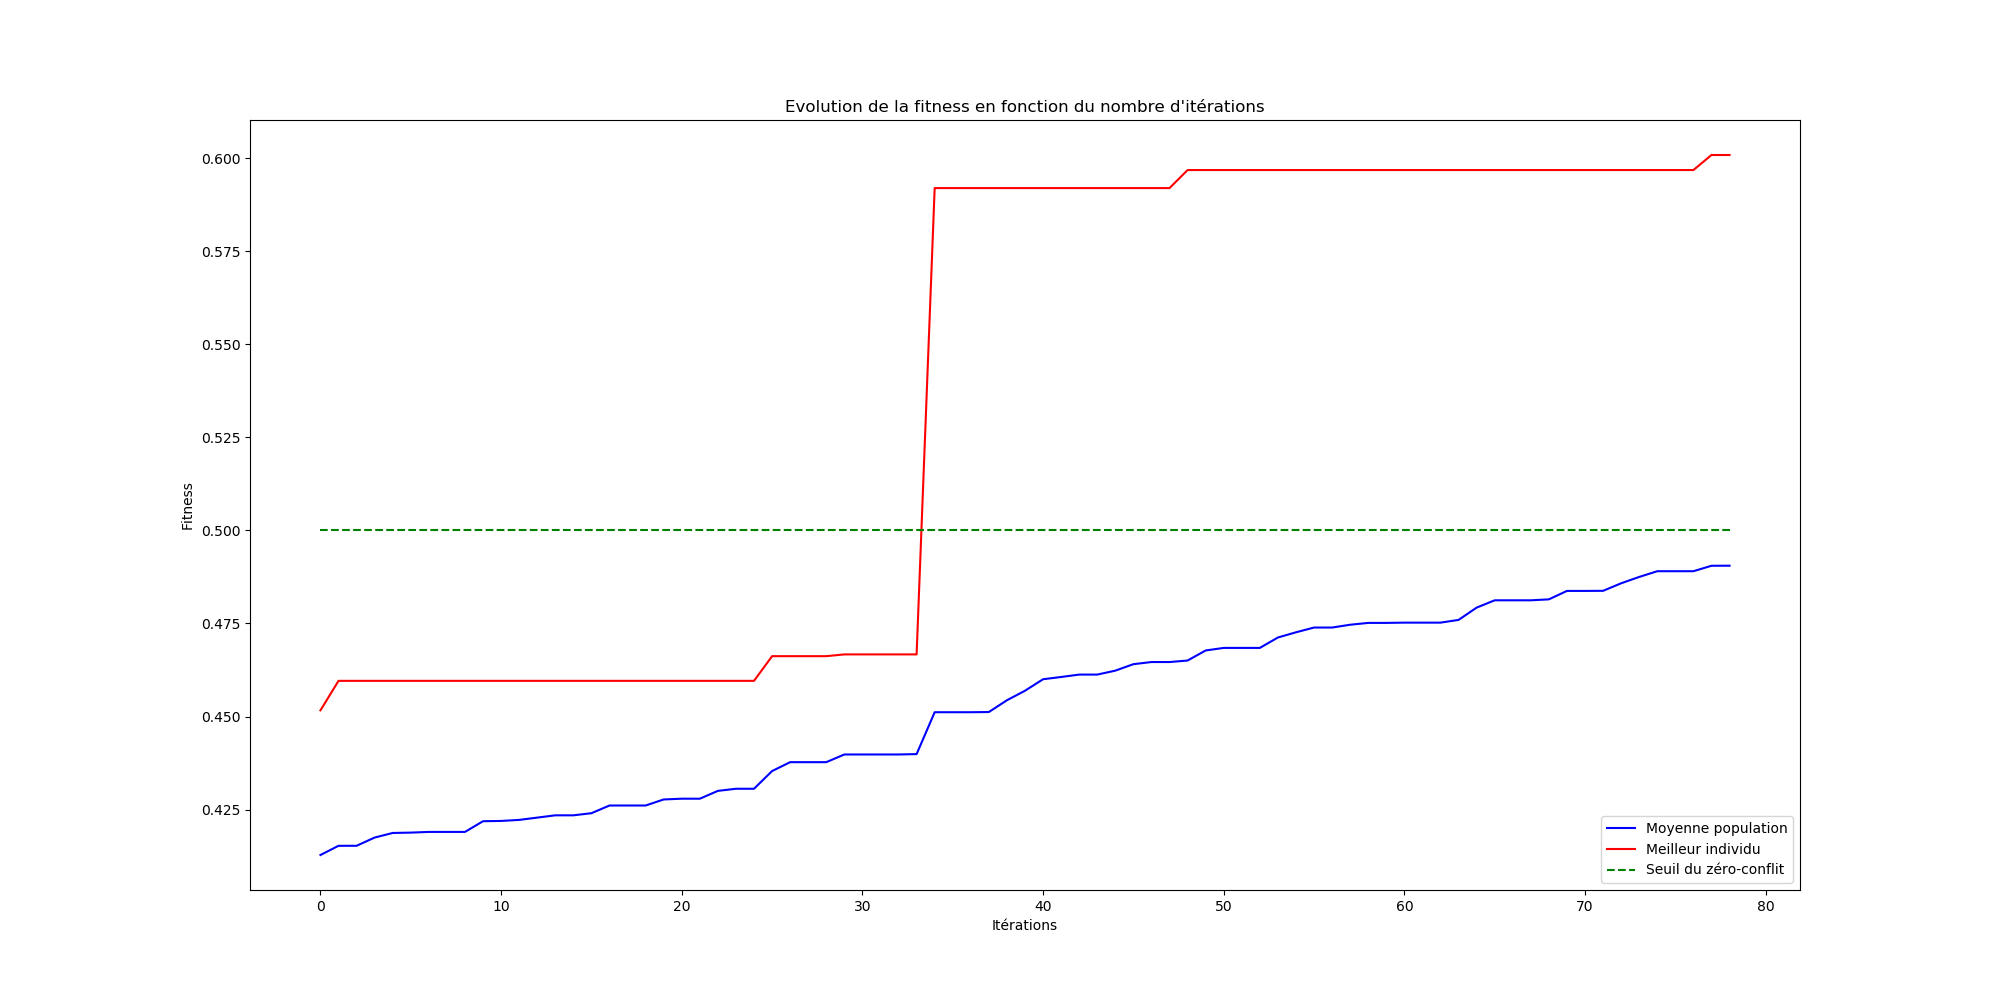 Evolution de la fitness en fonction du nombre d'itérations
0.600
0.575
0.550
0.525
0.500
0.475
0.450
0.425
Fitness
0 10 20 30 40 50 60 70 80
Itérations
Moyenne population
Meilleur individu
Seuil du zéro-conflit